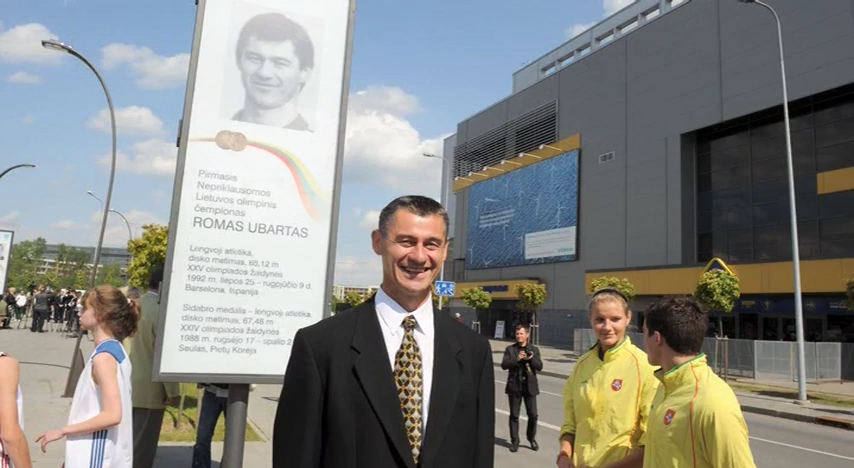 Pirmasis
Nepriklausomos
Lietuvos olimpinis
čempionas
ROMAS UBARTAS
Lengvoji atletika,
disko metimas, 65,12 m
XXV olimpiados žaidynės
1992 m. liepos 25 – rugpjūčio 9 d.
Barselona, Ispanija
Sidabro medalis – lengvoji atletika,
disko metimas, 67,48 m
XXIV olimpiados žaidynės
1988 m. rugsėjo 17 – spalio 2
Seulas, Pietų Korėja